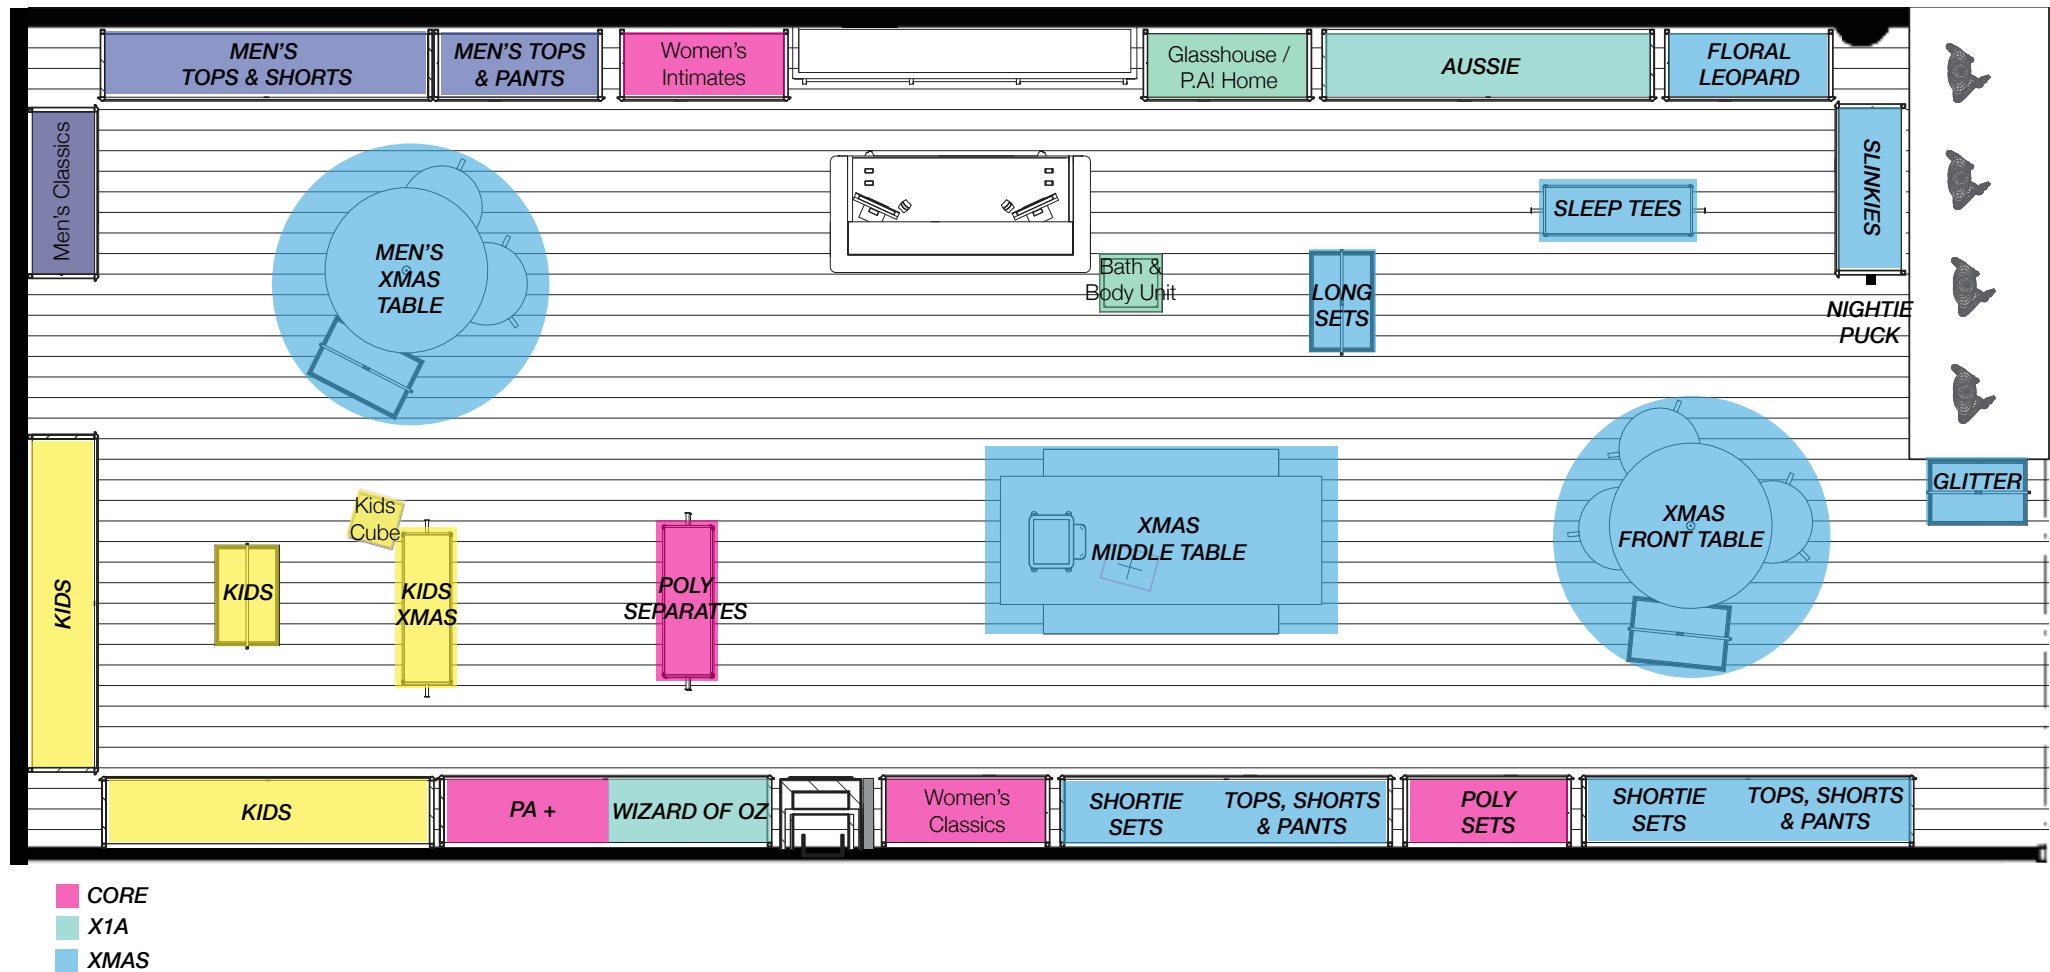 MEN'S
TOPS & SHORTS
MEN'S TOPS
& PANTS
Women's
Intimates
Glasshouse /
P.A! Home
AUSSIE
FLORAL
LEOPARD
Men's Classics
SLINKIES
SLEEP TEES
MEN'S
XMAS
TABLE
Bath &
Body Unit
LONG
SETS
NIGHTIE
PUCK
GLITTER
Kids
Cube
XMAS
MIDDLE TABLE
XMAS
FRONT TABLE
KIDS
KIDS
KIDS
XMAS
POLY
SEPARATES
KIDS
PA +
WIZARD OF OZ
Women's
Classics
SHORTIE
SETS
TOPS, SHORTS
& PANTS
POLY
SETS
SHORTIE
SETS
TOPS, SHORTS
& PANTS
CORE
X1A
XMAS